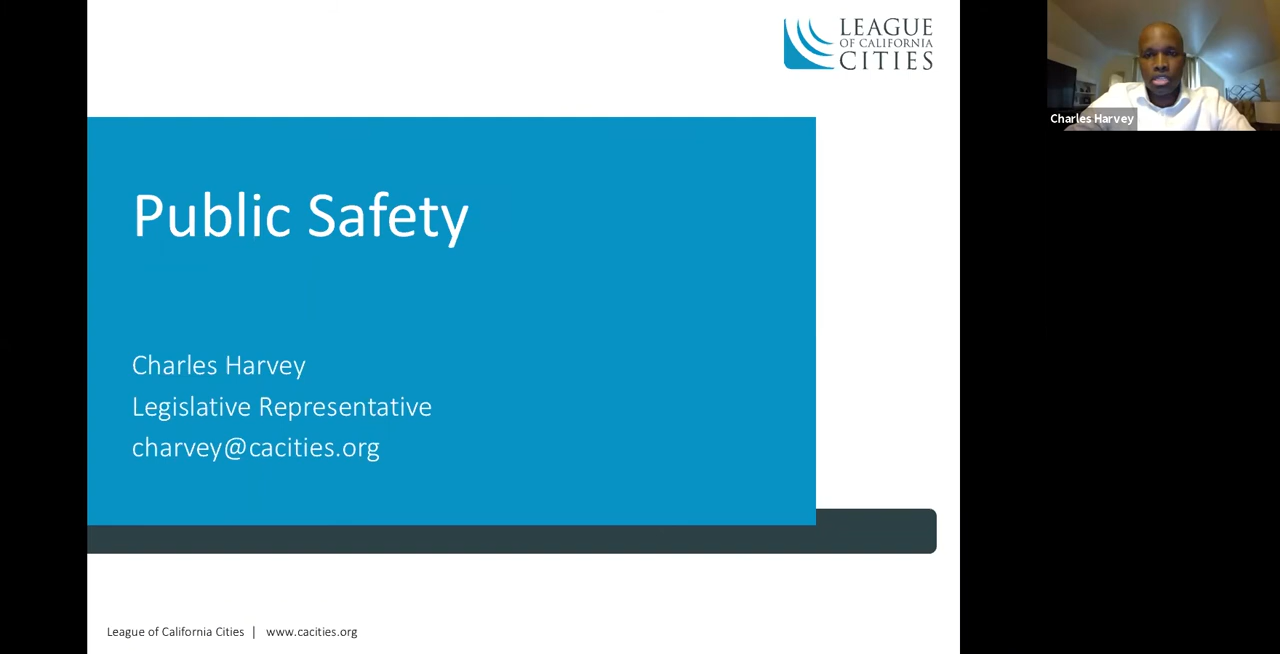 LEAGUE
OF CALIFORNIA
CITIES
Charles Harvey
Public Safety
Charles Harvey
Legislative Representative
charvey@cacities.org
League of California Cities | www.cacities.org